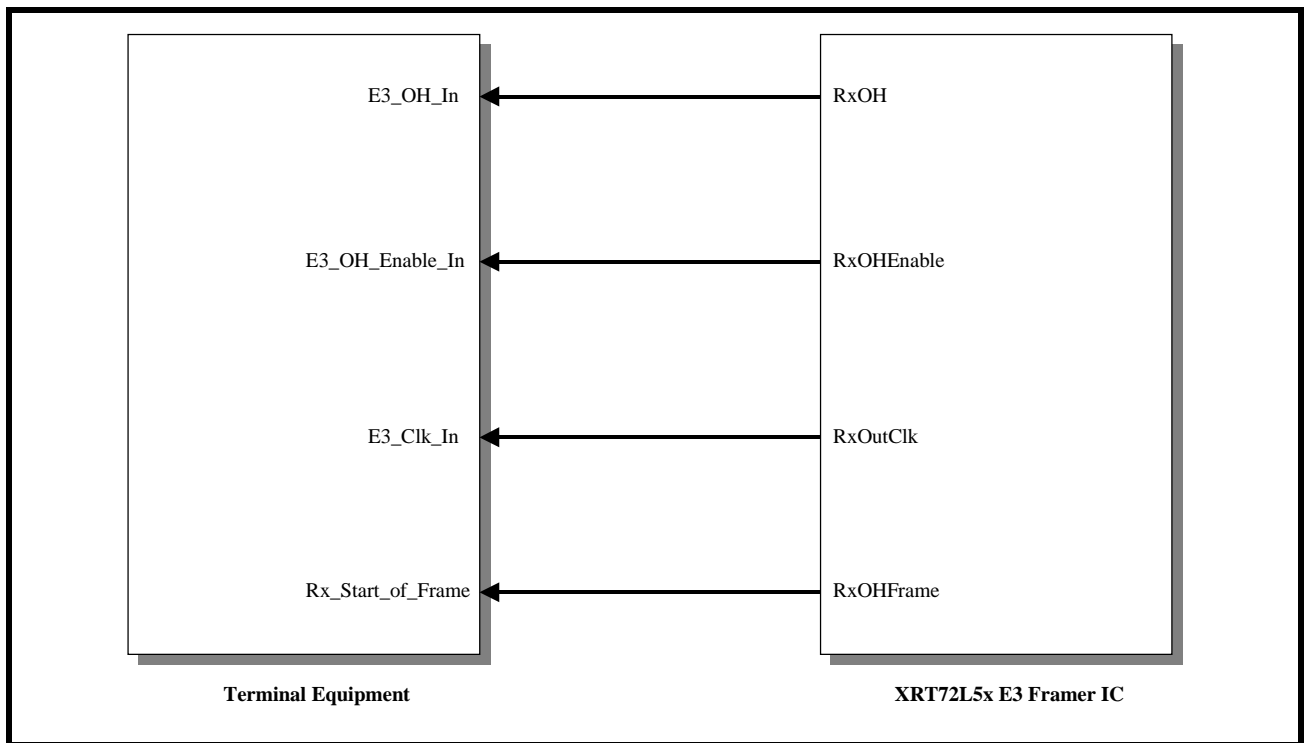 E3_OH_In
RxOH
E3_OH_Enable_In
RxOHEnable
E3_Clk_In
RxOutClk
Rx_Start_of_Frame
RxOHFrame
Terminal Equipment
XRT72L5x E3 Framer IC